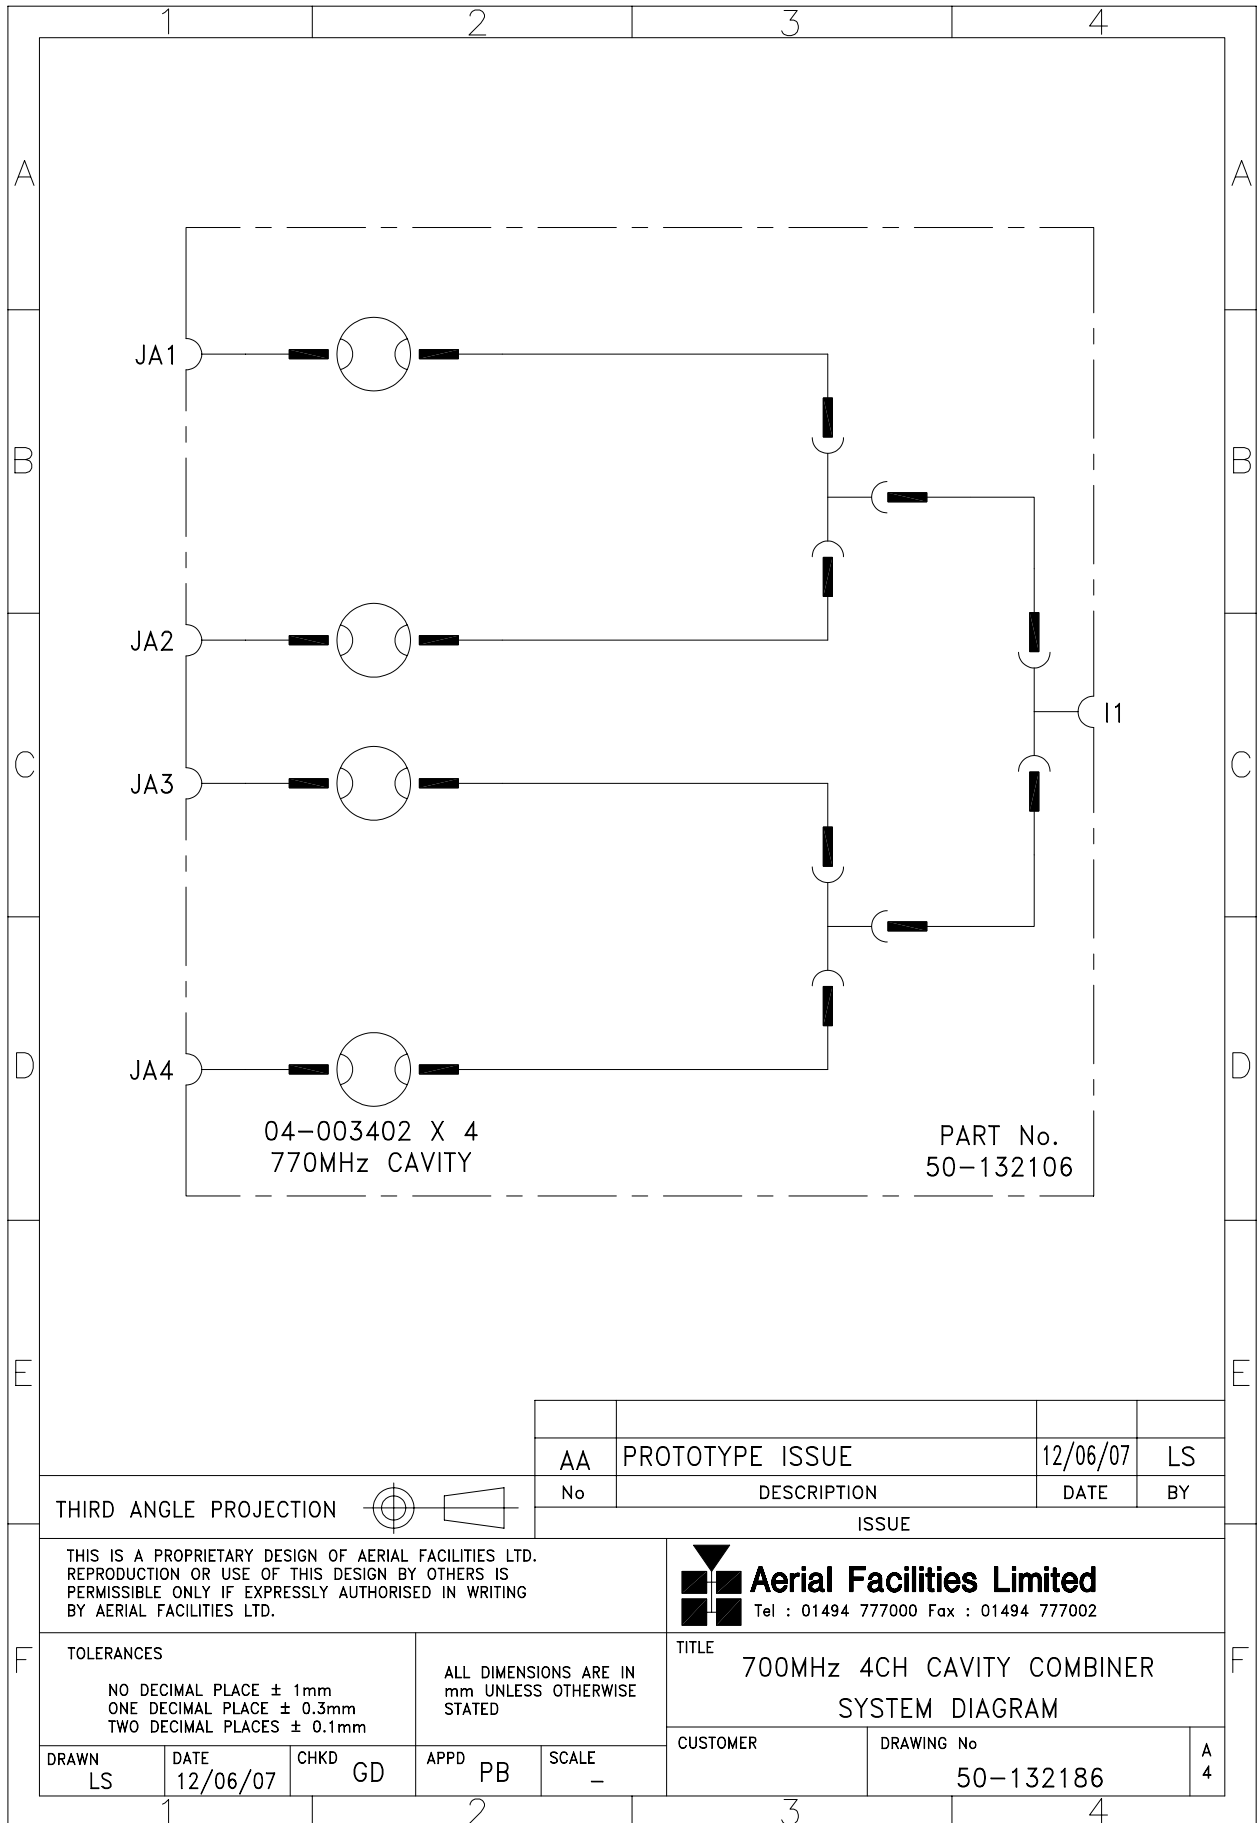 1 2 3 4
A A
JA1
B B
JA2
I1
C C
JA3
D D
JA4
04-003402 X 4
770MHz CAVITY
PART No.
50-132106
E E
AA PROTOTYPE ISSUE 12/06/07 LS
No DESCRIPTION DATE BY
ISSUE
THIRD ANGLE PROJECTION
THIS IS A PROPRIETARY DESIGN OF AERIAL FACILITIES LTD.
REPRODUCTION OR USE OF THIS DESIGN BY OTHERS IS
PERMISSIBLE ONLY IF EXPRESSLY AUTHORISED IN WRITING
BY AERIAL FACILITIES LTD.
Aerial Facilities Limited
Tel : 01494 777000 Fax : 01494 777002
F F
TOLERANCES
NO DECIMAL PLACE ± 1mm
ONE DECIMAL PLACE ± 0.3mm
TWO DECIMAL PLACES ± 0.1mm
ALL DIMENSIONS ARE IN
mm UNLESS OTHERWISE
STATED
TITLE
700MHz 4CH CAVITY COMBINER
SYSTEM DIAGRAM
DRAWN LS
DATE 12/06/07
CHKD GD
APPD PB
SCALE –
CUSTOMER
DRAWING No
50-132186
A
4
1 2 3 4